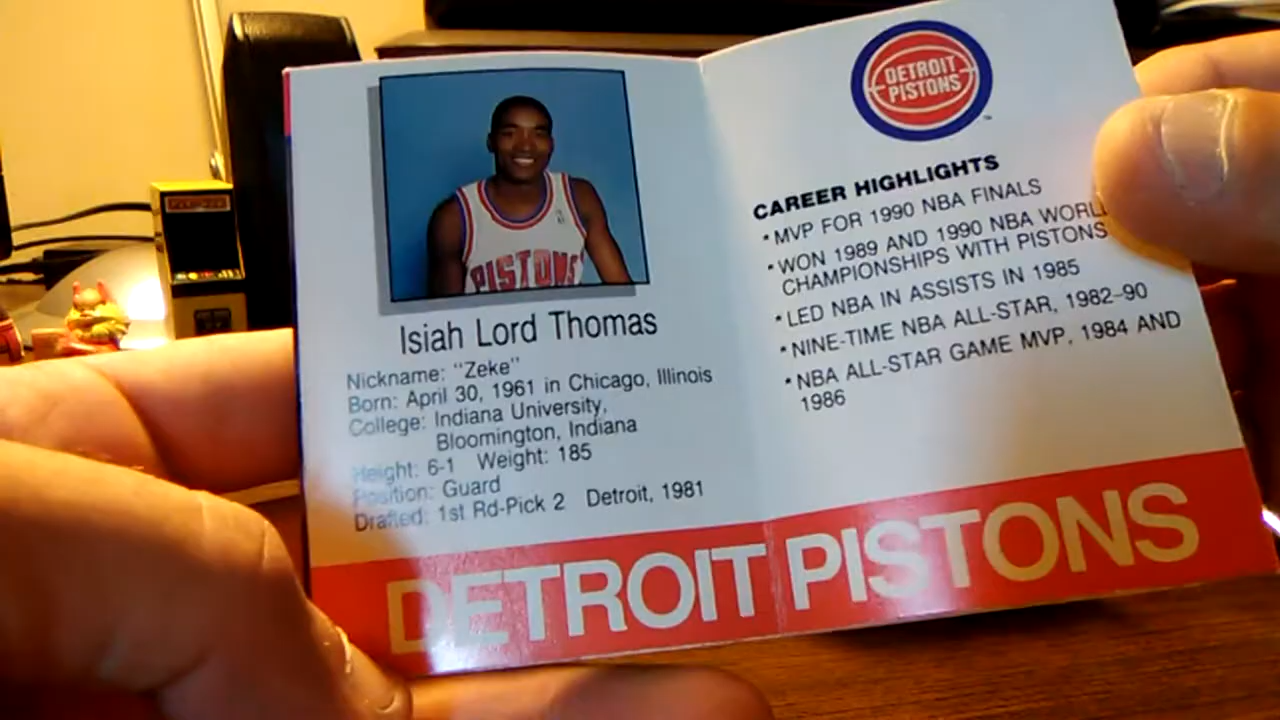 Isiah Lord Thomas
Nickname: "Zeke"
Born: April 30, 1961 in Chicago, Illinois
College: Indiana University,
Bloomington, Indiana
Height: 6-1 Weight: 185
Position: Guard
Drafted: 1st Rd-Pick 2 Detroit, 1981
PISTONS
DETROIT
PISTONS
CAREER HIGHLIGHTS
• MVP FOR 1990 NBA FINALS
• WON 1989 AND 1990 NBA WORL
CHAMPIONSHIPS WITH PISTONS
• LED NBA IN ASSISTS IN 1985
• NINE-TIME NBA ALL-STAR, 1982–90
• NBA ALL-STAR GAME MVP, 1984 AND
1986
DETROIT PISTONS